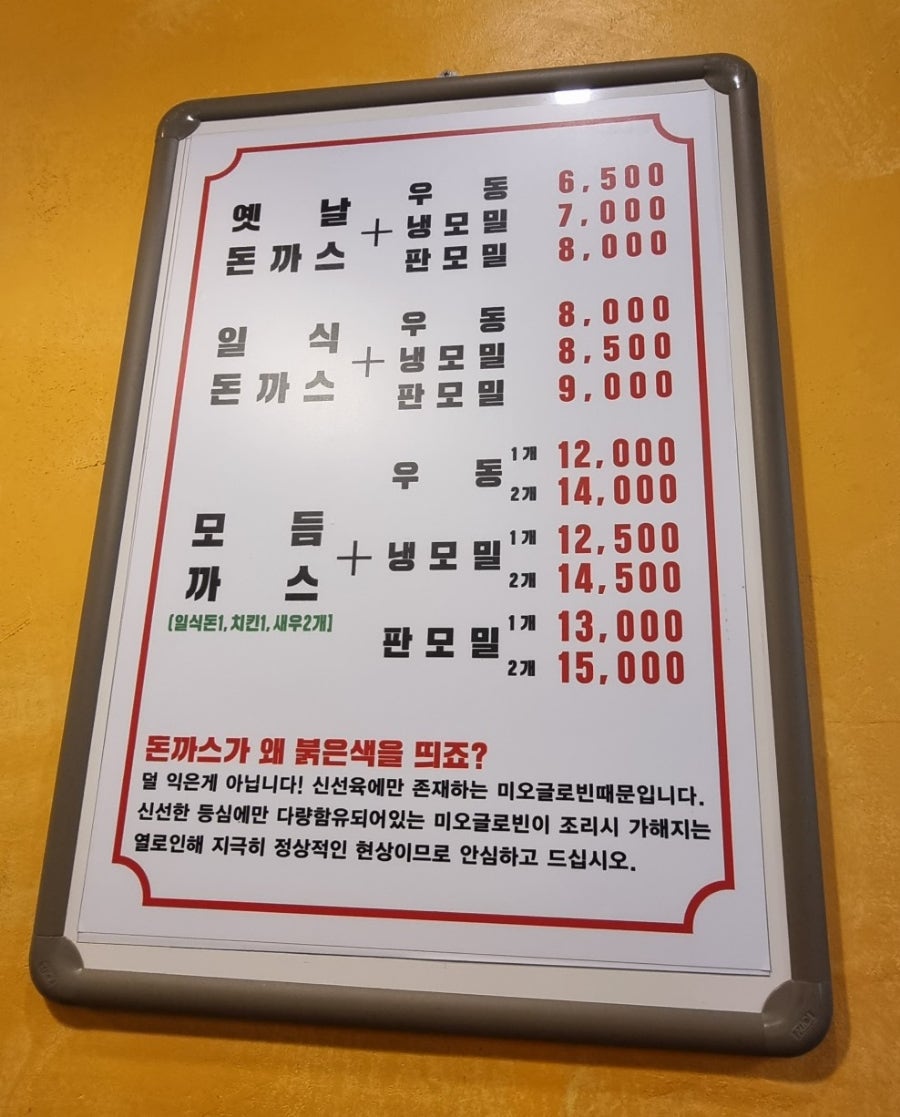 옛날
돈까스
+
우동 6,500
냉모밀 7,000
판모밀 8,000
일식
돈까스
+
우동 8,000
냉모밀 8,500
판모밀 9,000
모듬
까스
[일식돈1, 치킨1, 새우2개]
+
우동 1개 12,000
2개 14,000
냉모밀 1개 12,500
2개 14,500
판모밀 1개 13,000
2개 15,000
돈까스가 왜 붉은색을 띄죠?
덜 익은게 아닙니다! 신선육에만 존재하는 미오글로빈때문입니다.
신선한 등심에만 다량함유되어있는 미오글로빈이 조리시 가해지는
열로인해 지극히 정상적인 현상이므로 안심하고 드십시오.